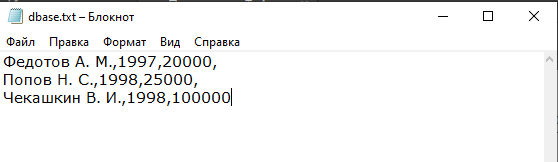 dbase.txt – Блокнот
Файл Правка Формат Вид Справка
Федотов А. М.,1997,20000,
Попов Н. С.,1998,25000,
Чекашкин В. И.,1998,100000